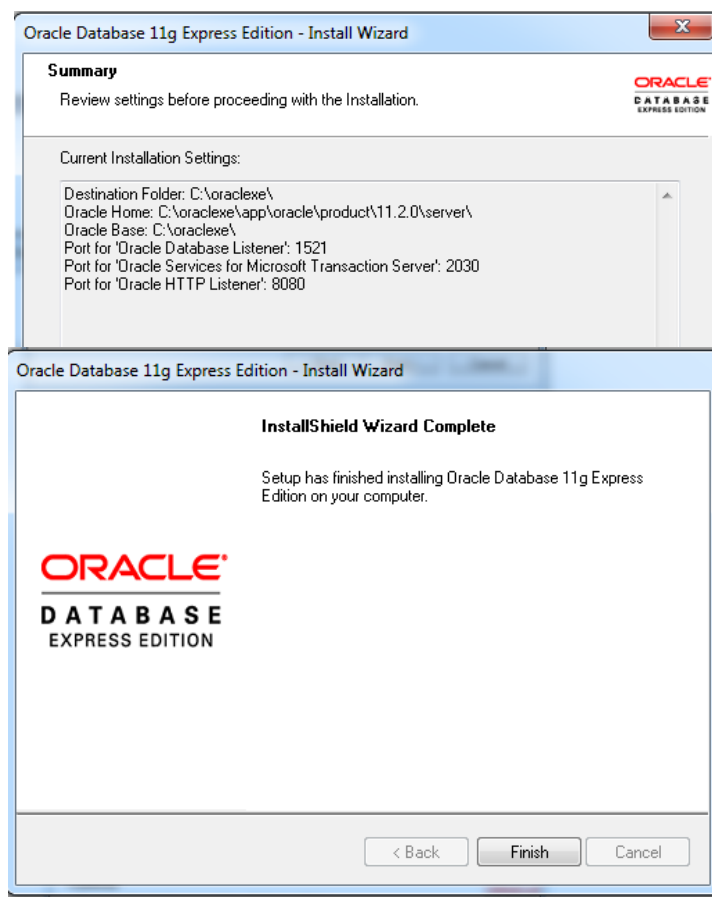 Oracle Database 11g Express Edition - Install Wizard
Summary
Review settings before proceeding with the Installation.
ORACLE
DATABASE
EXPRESS EDITION
Current Installation Settings:
Destination Folder: C:\oraclexe\
Oracle Home: C:\oraclexe\app\oracle\product\11.2.0\server\
Oracle Base: C:\oraclexe\
Port for 'Oracle Database Listener': 1521
Port for 'Oracle Services for Microsoft Transaction Server': 2030
Port for 'Oracle HTTP Listener': 8080
Oracle Database 11g Express Edition - Install Wizard
InstallShield Wizard Complete
Setup has finished installing Oracle Database 11g Express
Edition on your computer.
ORACLE®
DATABASE
EXPRESS EDITION
< Back Finish Cancel